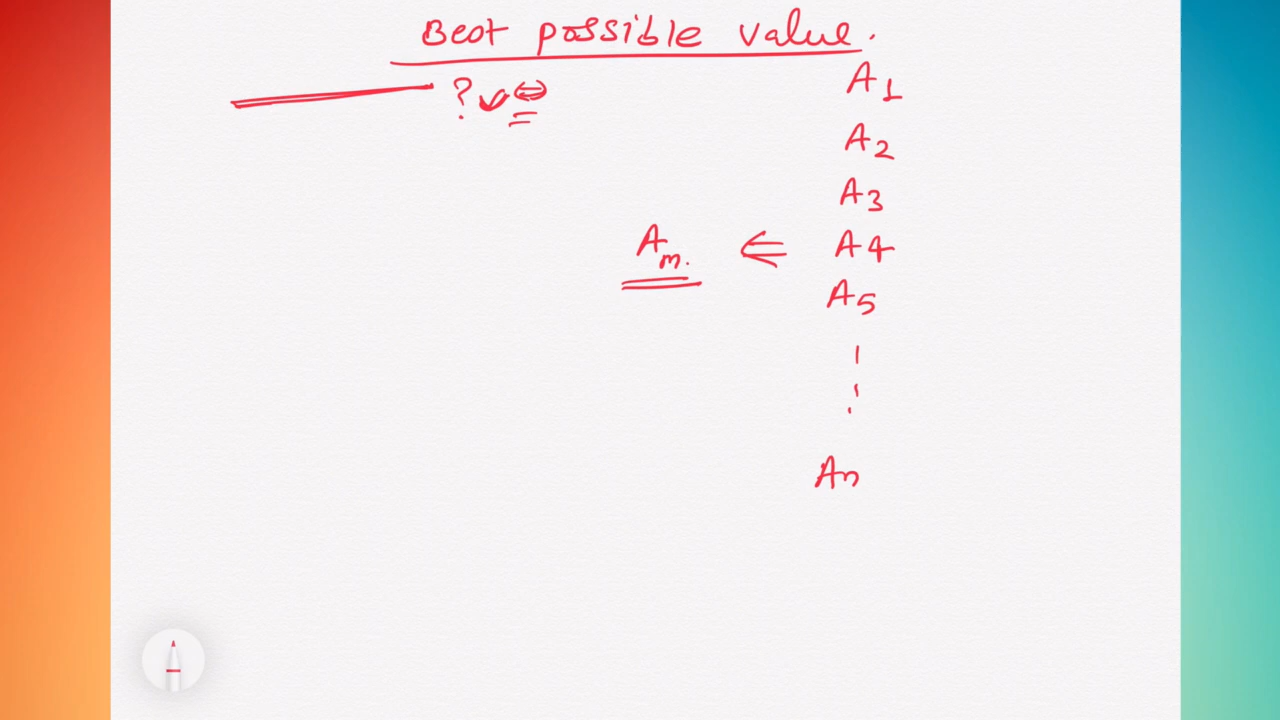 Best possible value.
? ✓ ⇔
A1
A2
A3
Am. ⇐ A4
A5
An